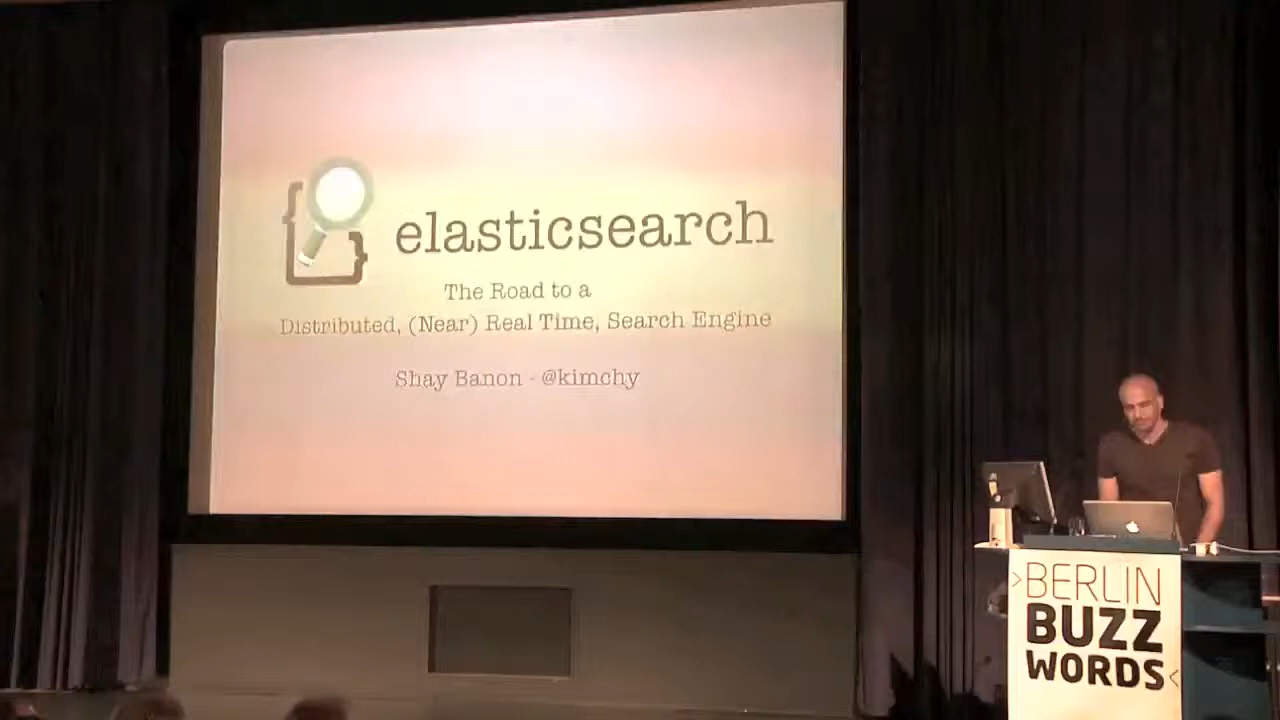 elasticsearch
The Road to a
Distributed, (Near) Real Time, Search Engine
Shay Banon - @kimchy
>BERLIN
BUZZ
WORDS<